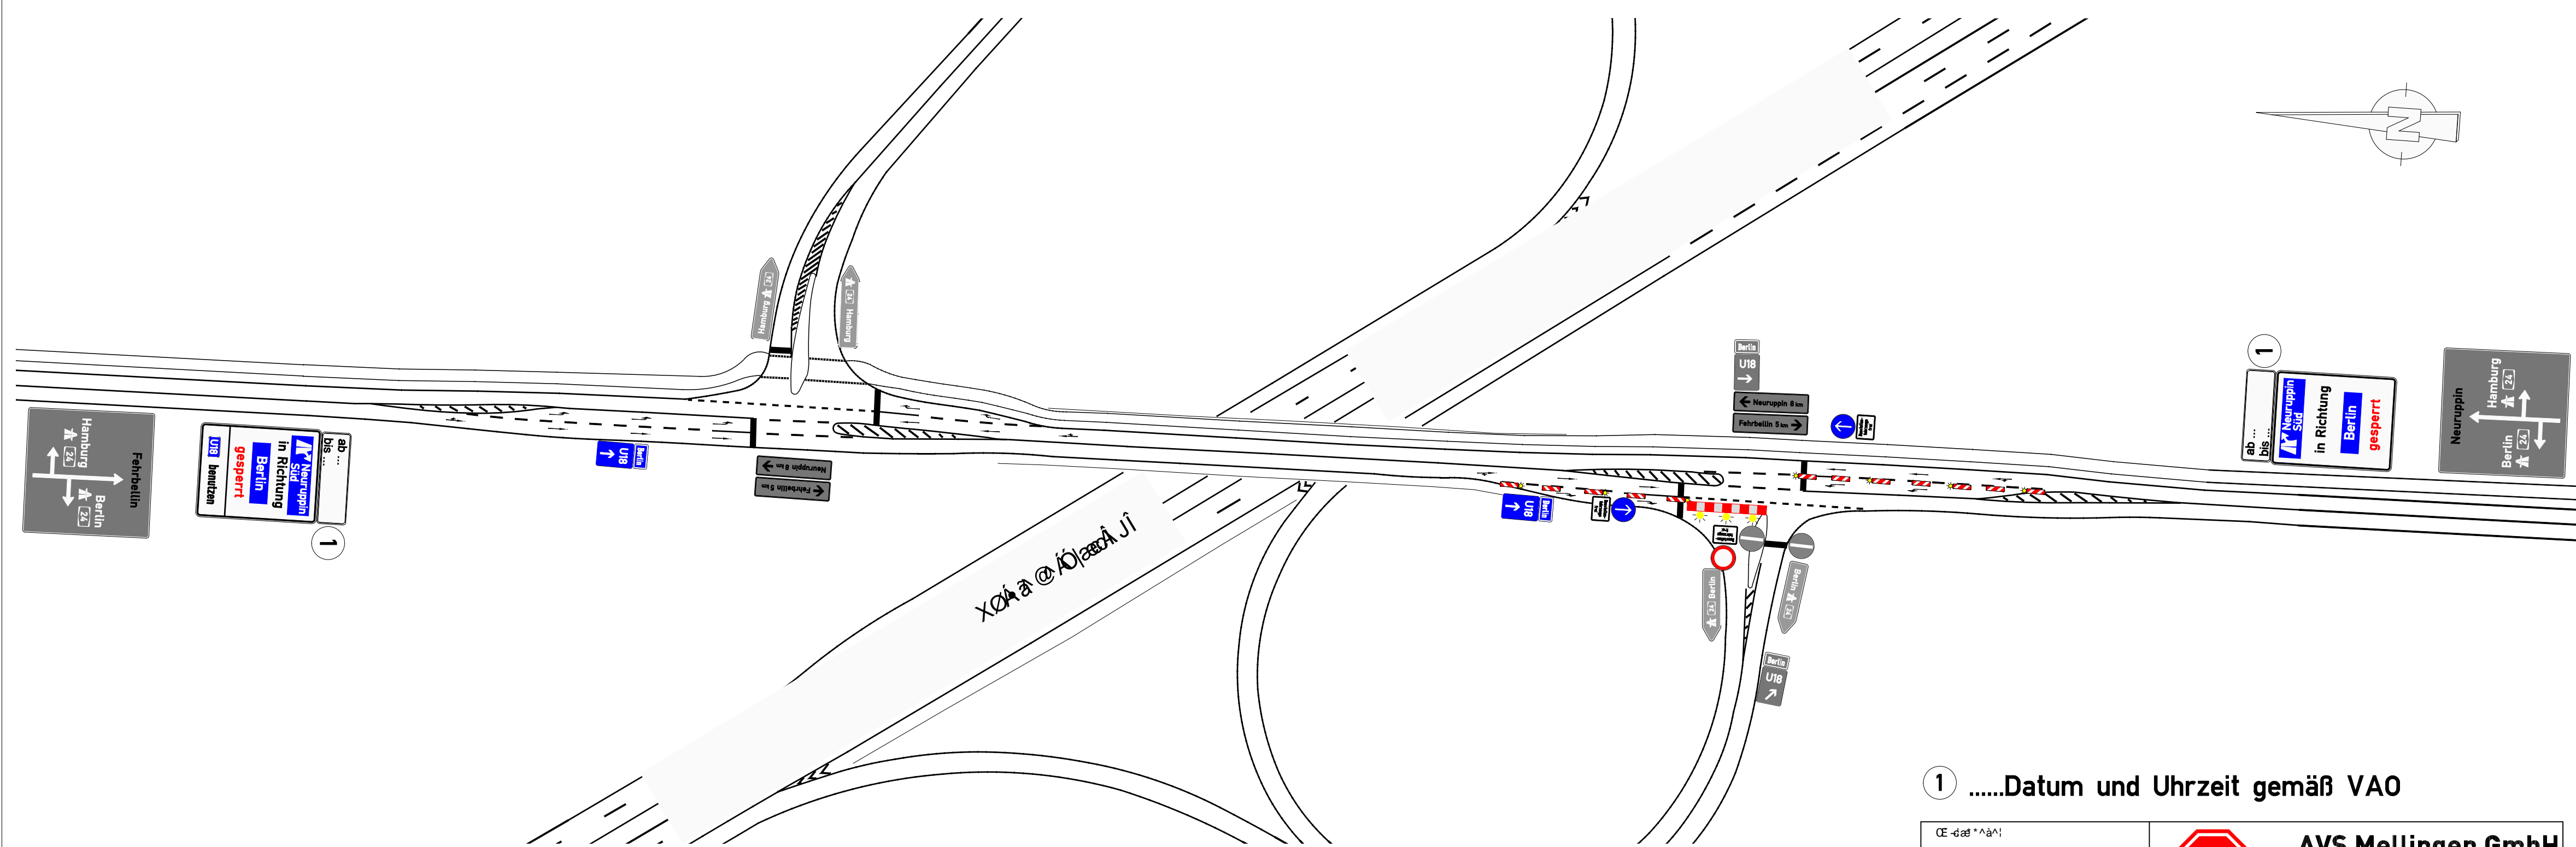 Hamburg
24
Berlin
24
Fehrbellin
ab ...
bis ...
Neuruppin
Süd
in Richtung
Berlin
gesperrt
U18 benutzen
Hamburg 24
24 Hamburg
Berlin
U18
Neuruppin 8 km
Fehrbellin 5 km
1
Berlin
U18
Neuruppin 8 km
Fehrbellin 5 km
Berlin
U18
24 Berlin
Berlin 24
Berlin
U18
N
1
ab ...
bis ...
Neuruppin
Süd
in Richtung
Berlin
gesperrt
Neuruppin
Hamburg
24
Berlin
24
1 ......Datum und Uhrzeit gemäß VAO
AVS Mellingen GmbH